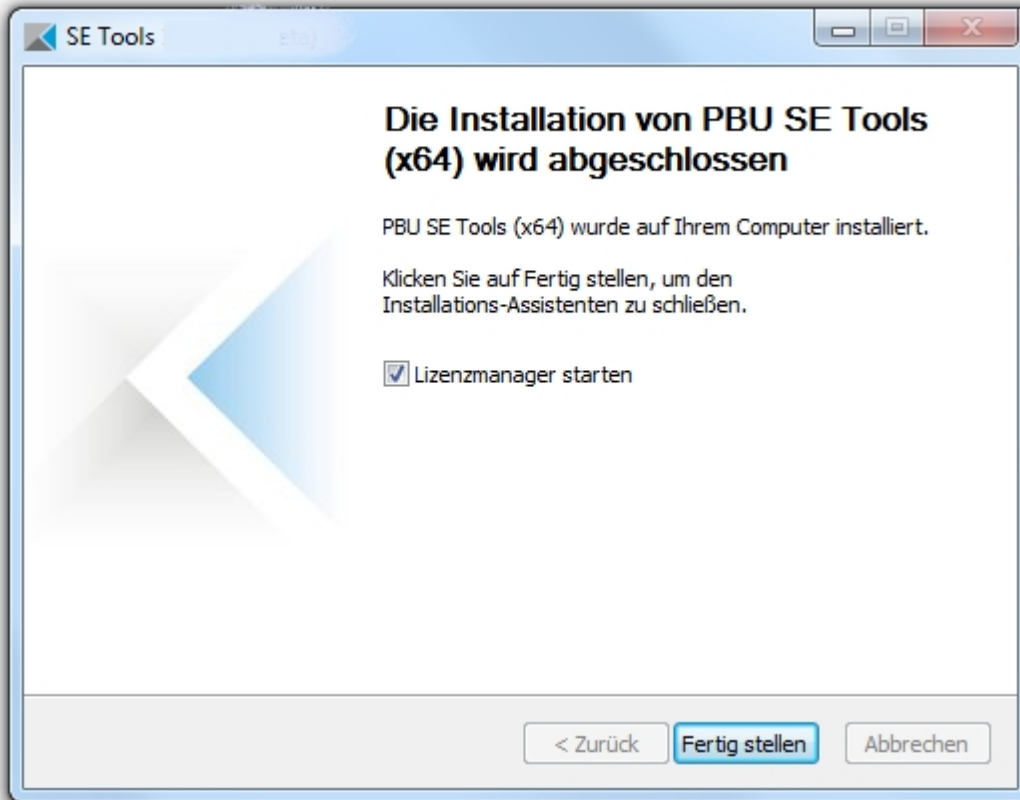 SE Tools
Die Installation von PBU SE Tools
(x64) wird abgeschlossen
PBU SE Tools (x64) wurde auf Ihrem Computer installiert.
Klicken Sie auf Fertig stellen, um den
Installations-Assistenten zu schließen.
Lizenzmanager starten
< Zurück Fertig stellen Abbrechen